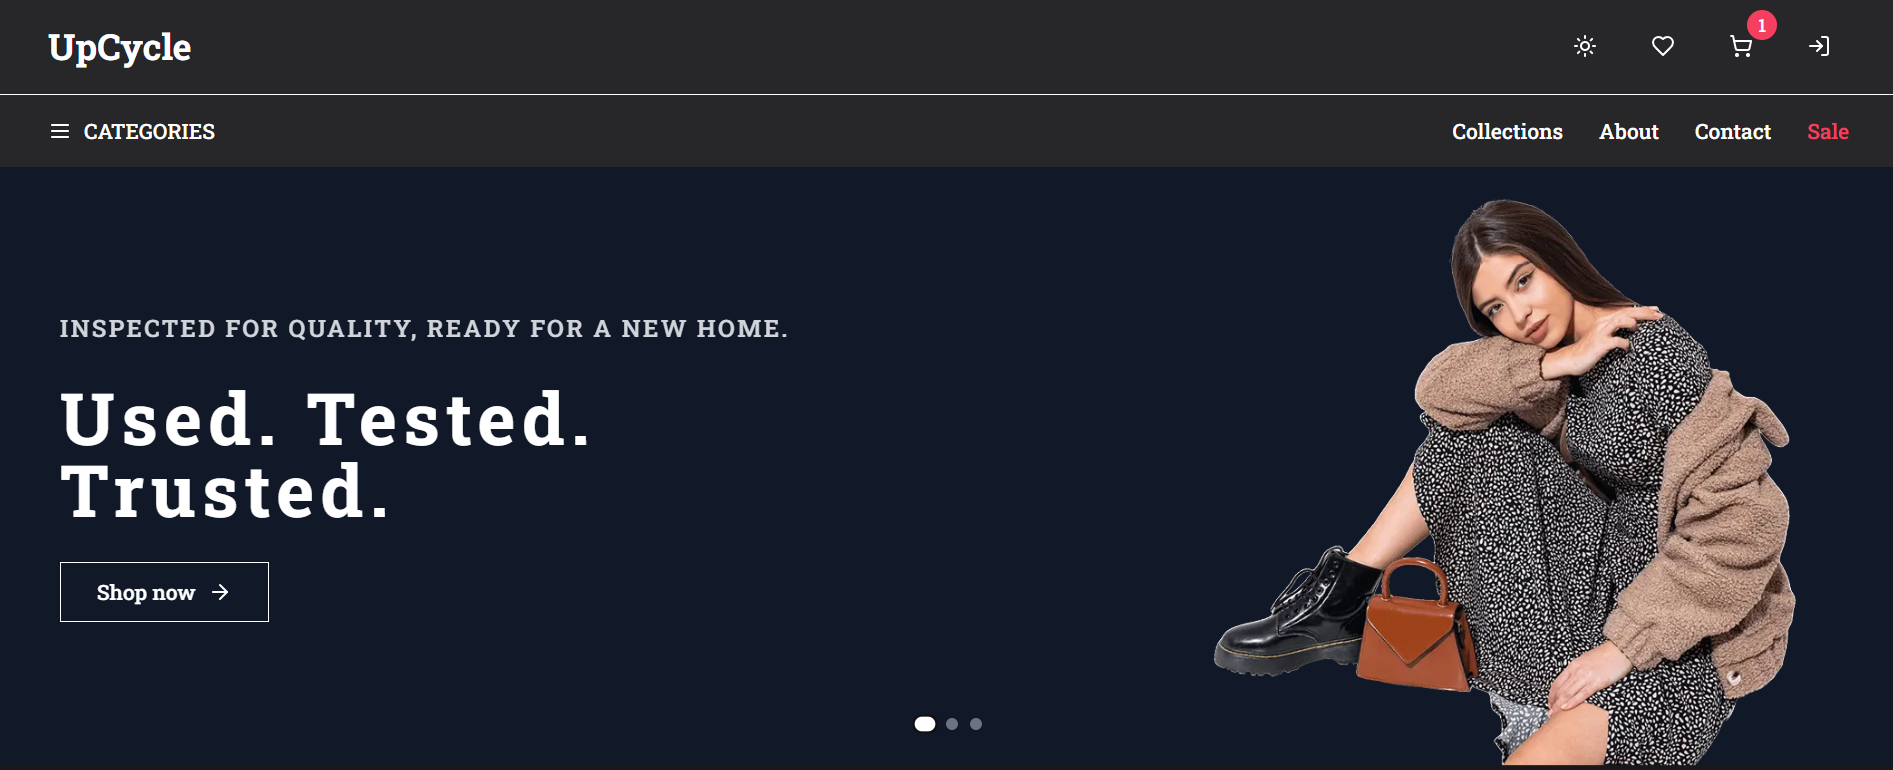 UpCycle
1
CATEGORIES
Collections About Contact Sale
INSPECTED FOR QUALITY, READY FOR A NEW HOME.
Used. Tested.
Trusted.
Shop now